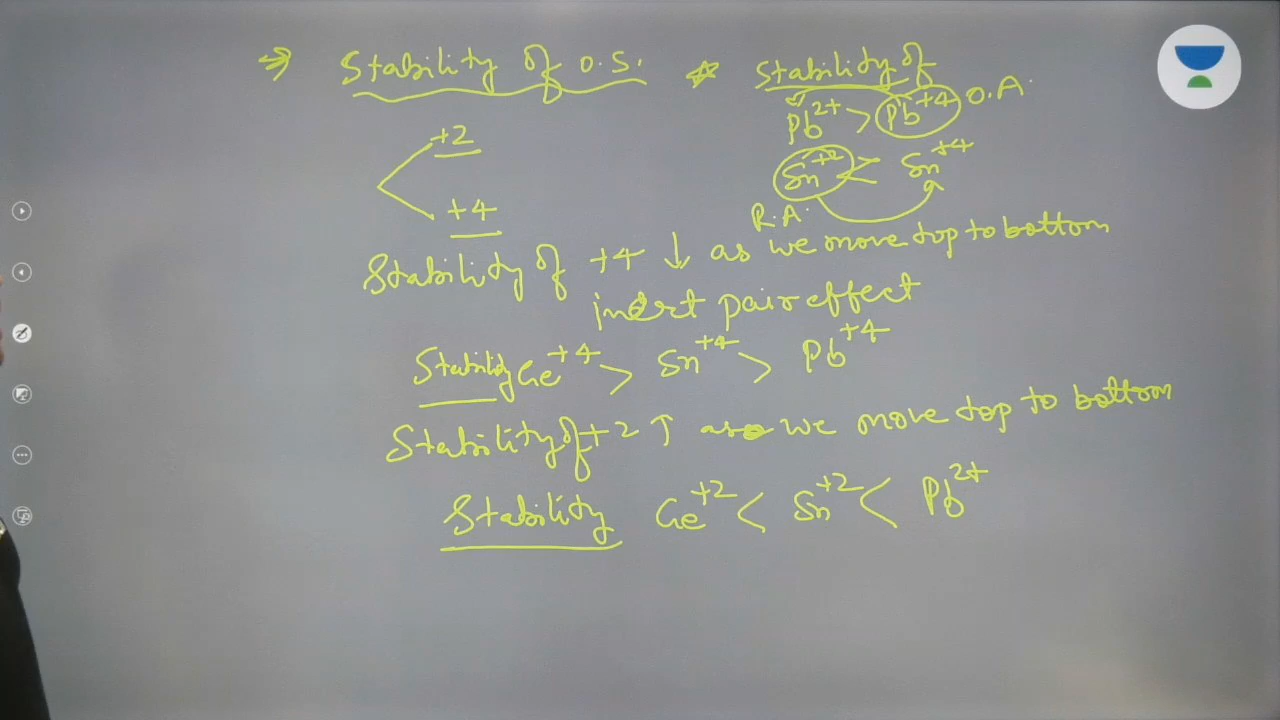 ⇒ Stability of O.S.
+2
+4
* Stability of
Pb²⁺ > Pb⁺⁴ O.A.
Sn⁺² < Sn⁺⁴
R.A.
Stability of +4 ↓ as we move top to bottom
inert pair effect
Stability Ge⁺⁴ > Sn⁺⁴ > Pb⁺⁴
Stability of +2 ↑ as we move top to bottom
Stability Ge⁺² < Sn⁺² < Pb²⁺